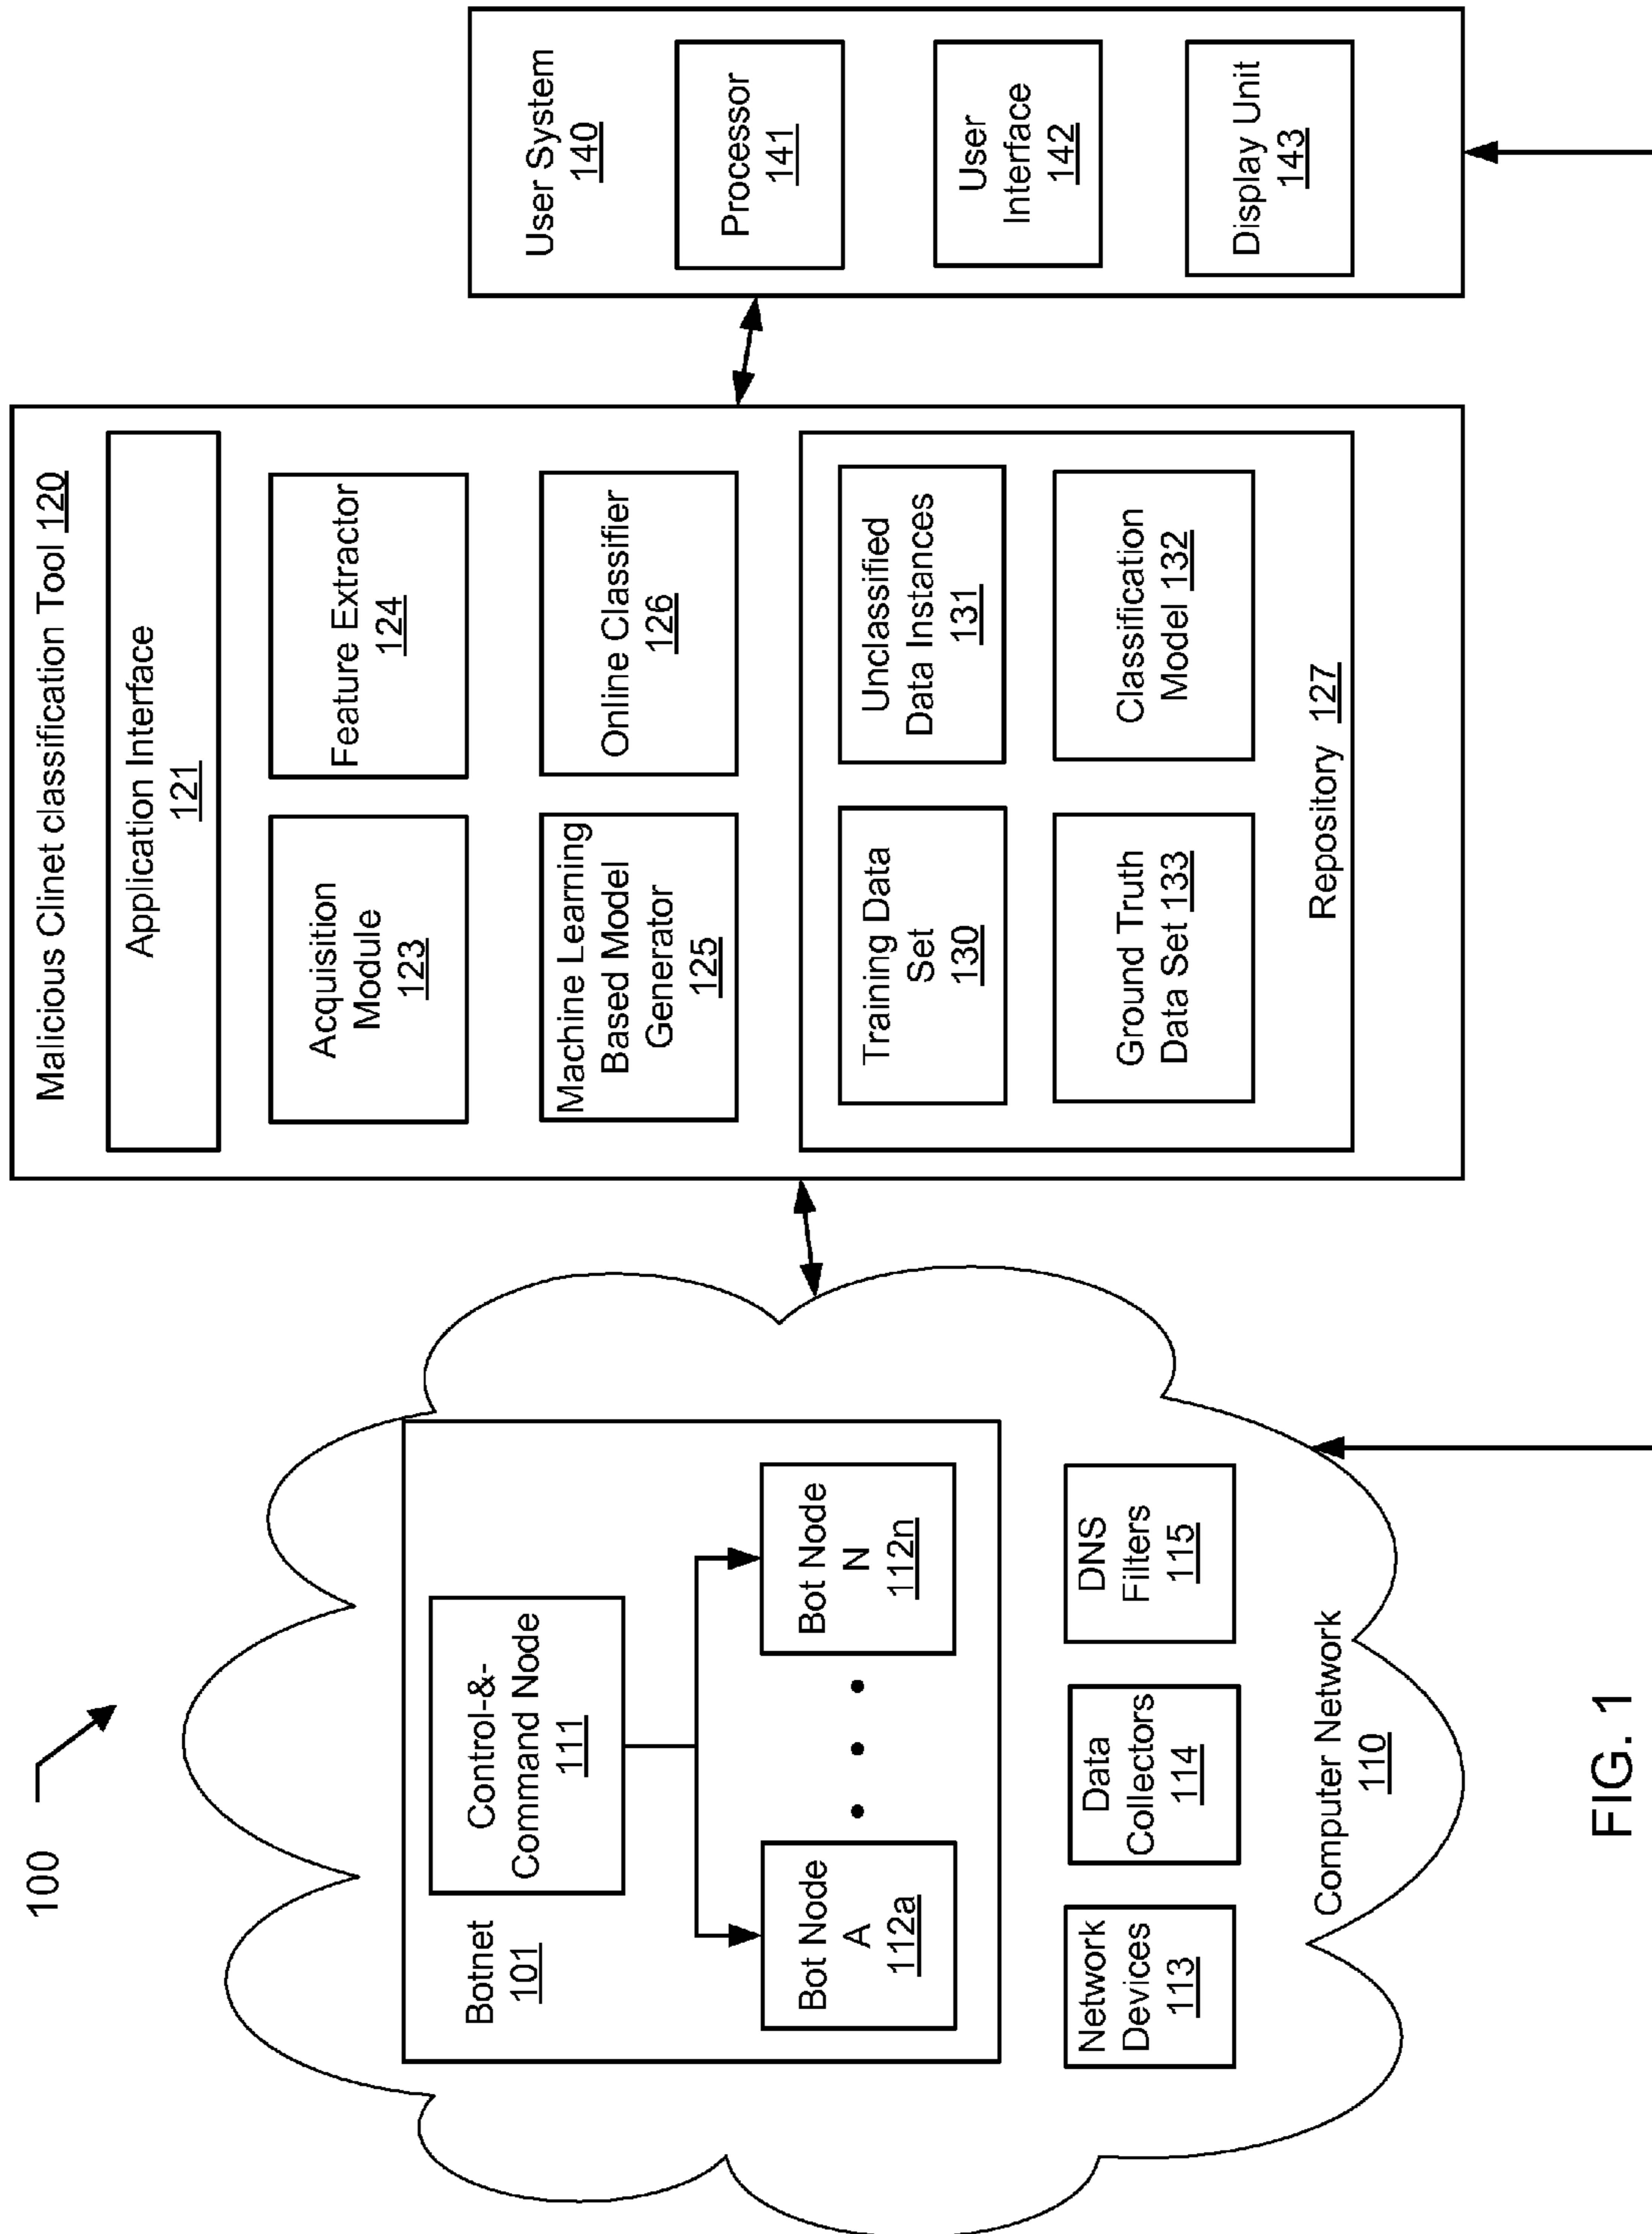 100
Botnet
101
Control-&-
Command Node
111
Bot Node
A
112a
Bot Node
N
112n
Network
Devices
113
Data
Collectors
114
DNS
Filters
115
Computer Network
110
Malicious Clinet classification Tool 120
Application Interface
121
Acquisition
Module
123
Feature Extractor
124
Machine Learning
Based Model
Generator
125
Online Classifier
126
Training Data
Set
130
Unclassified
Data Instances
131
Ground Truth
Data Set 133
Classification
Model 132
Repository 127
User System
140
Processor
141
User
Interface
142
Display Unit
143
FIG. 1